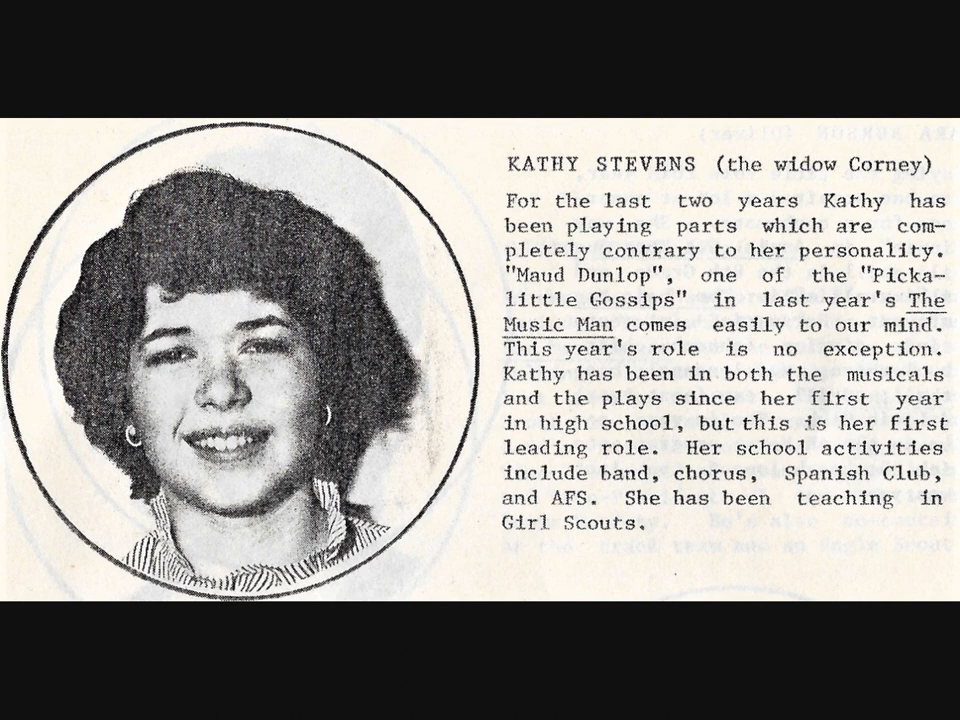 KATHY STEVENS (the widow Corney)
For the last two years Kathy has
been playing parts which are com-
pletely contrary to her personality.
"Maud Dunlop", one of the "Picka-
little Gossips" in last year's The
Music Man comes easily to our mind.
This year's role is no exception.
Kathy has been in both the musicals
and the plays since her first year
in high school, but this is her first
leading role. Her school activities
include band, chorus, Spanish Club,
and AFS. She has been teaching in
Girl Scouts.